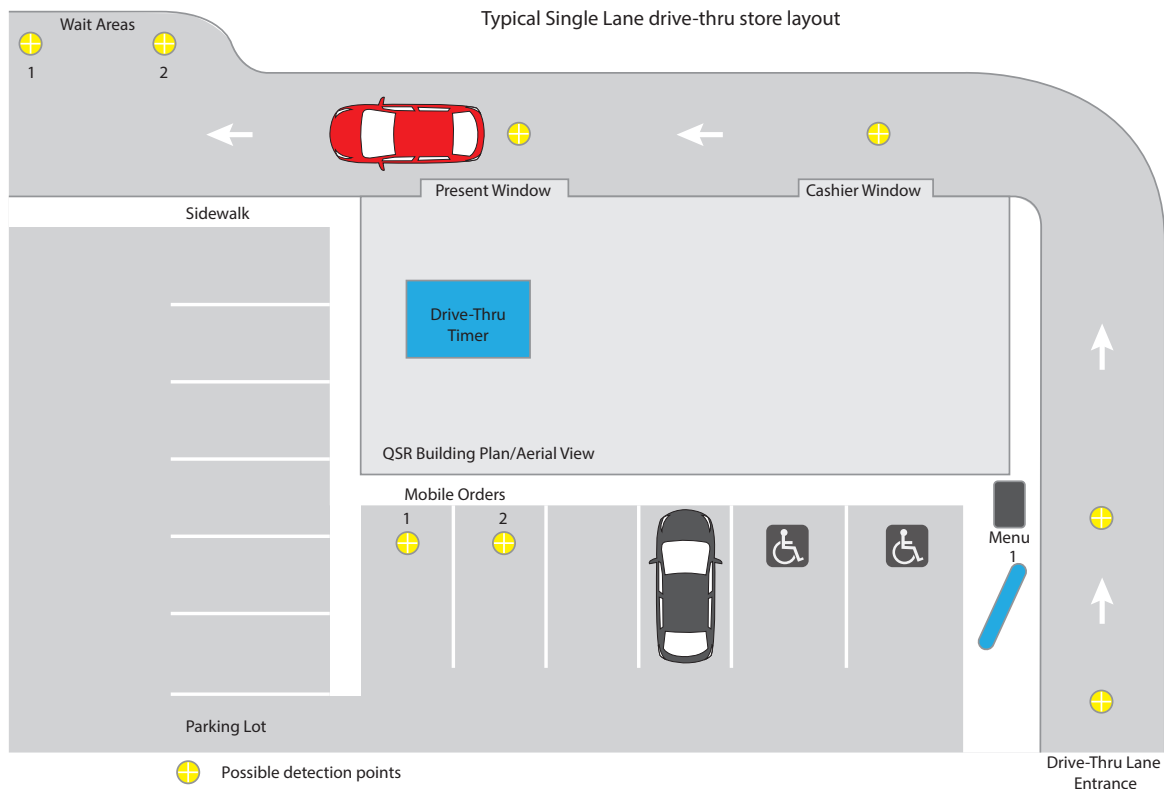 Typical Single Lane drive-thru store layout
Wait Areas
1
2
Present Window
Cashier Window
Sidewalk
Drive-Thru
Timer
QSR Building Plan/Aerial View
Mobile Orders
1
2
Menu
1
Parking Lot
Drive-Thru Lane
Entrance
Possible detection points